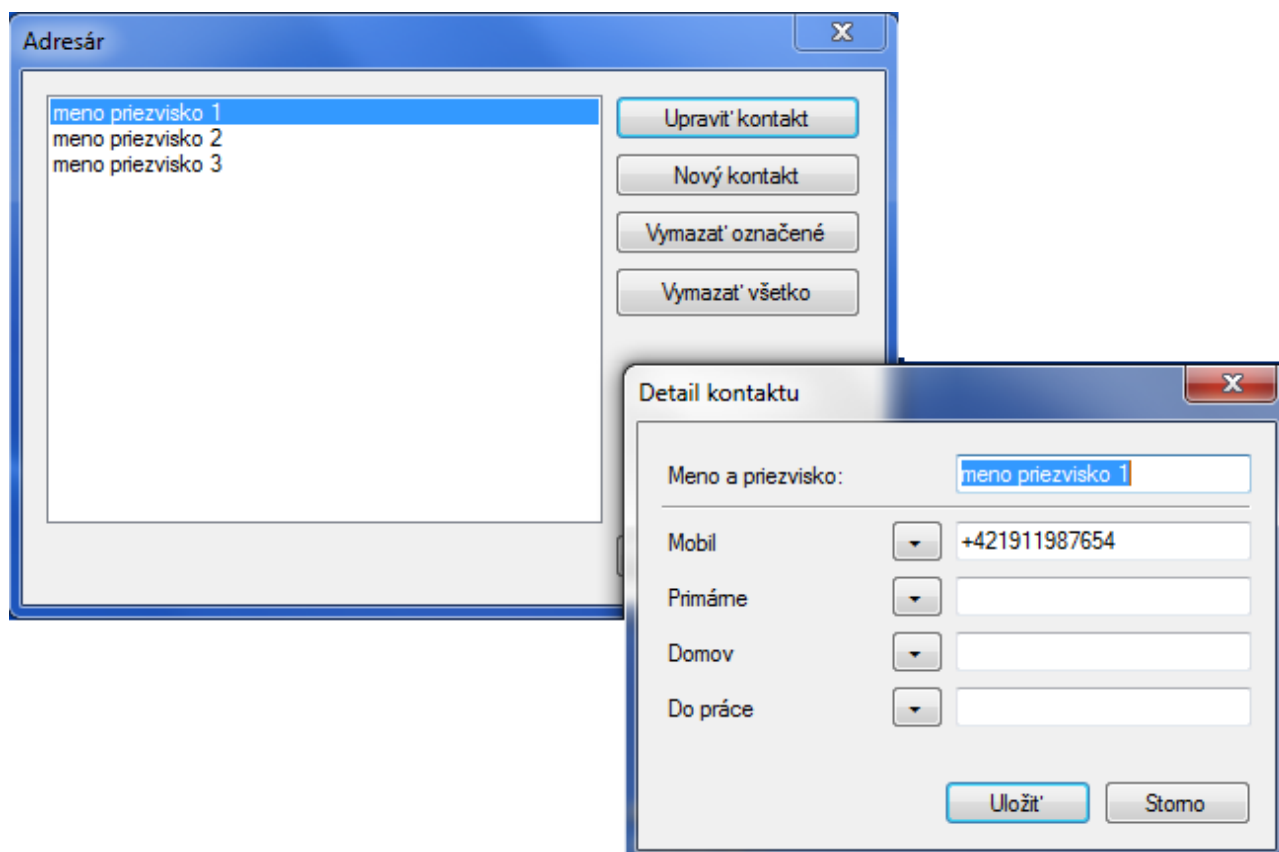 Adresár
meno priezvisko 1
meno priezvisko 2
meno priezvisko 3
Upraviť kontakt
Nový kontakt
Vymazať označené
Vymazať všetko
Detail kontaktu
Meno a priezvisko: meno priezvisko 1
Mobil +421911987654
Primárne
Domov
Do práce
Uložiť Storno